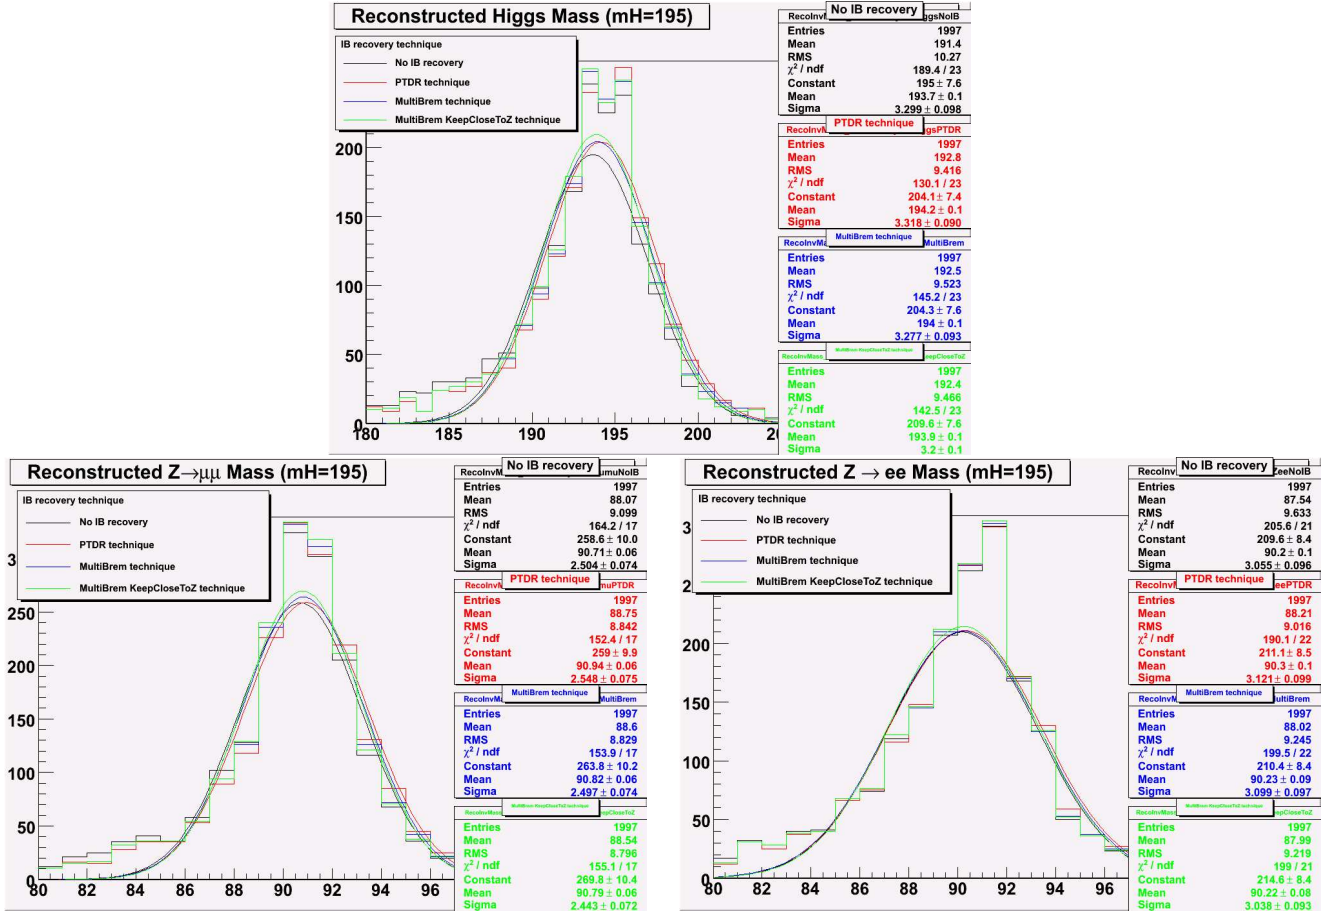 Reconstructed Higgs Mass (mH=195)
IB recovery technique
No IB recovery
PTDR technique
MultiBrem technique
MultiBrem KeepCloseToZ technique
200
150
100
50
0
180 185 190 195 200
No IB recovery
Entries 1997
Mean 191.4
RMS 10.27
χ² / ndf 189.4 / 23
Constant 195 ± 7.6
Mean 193.7 ± 0.1
Sigma 3.299 ± 0.098
PTDR technique
Entries 1997
Mean 192.8
RMS 9.416
χ² / ndf 130.1 / 23
Constant 204.1 ± 7.4
Mean 194.2 ± 0.1
Sigma 3.318 ± 0.090
MultiBrem technique
Entries 1997
Mean 192.5
RMS 9.523
χ² / ndf 145.2 / 23
Constant 204.3 ± 7.6
Mean 194 ± 0.1
Sigma 3.277 ± 0.093
MultiBrem KeepCloseToZ technique
Entries 1997
Mean 192.4
RMS 9.466
χ² / ndf 142.5 / 23
Constant 209.6 ± 7.6
Mean 193.9 ± 0.1
Sigma 3.2 ± 0.1
Reconstructed Z→μμ Mass (mH=195)
IB recovery technique
No IB recovery
PTDR technique
MultiBrem technique
MultiBrem KeepCloseToZ technique
250
200
150
100
50
0
80 82 84 86 88 90 92 94 96
No IB recovery
Entries 1997
Mean 88.07
RMS 9.099
χ² / ndf 164.2 / 17
Constant 258.6 ± 10.0
Mean 90.71 ± 0.06
Sigma 2.504 ± 0.074
PTDR technique
Entries 1997
Mean 88.75
RMS 8.842
χ² / ndf 152.4 / 17
Constant 259 ± 9.9
Mean 90.94 ± 0.06
Sigma 2.548 ± 0.075
MultiBrem technique
Entries 1997
Mean 88.6
RMS 8.829
χ² / ndf 153.9 / 17
Constant 263.8 ± 10.2
Mean 90.82 ± 0.06
Sigma 2.497 ± 0.074
MultiBrem KeepCloseToZ technique
Entries 1997
Mean 88.54
RMS 8.796
χ² / ndf 155.1 / 17
Constant 269.8 ± 10.4
Mean 90.79 ± 0.06
Sigma 2.443 ± 0.072
Reconstructed Z → ee Mass (mH=195)
IB recovery technique
No IB recovery
PTDR technique
MultiBrem technique
MultiBrem KeepCloseToZ technique
200
150
100
50
0
80 82 84 86 88 90 92 94 96
No IB recovery
Entries 1997
Mean 87.54
RMS 9.633
χ² / ndf 205.6 / 21
Constant 209.6 ± 8.4
Mean 90.2 ± 0.1
Sigma 3.055 ± 0.096
PTDR technique
Entries 1997
Mean 88.21
RMS 9.016
χ² / ndf 190.1 / 22
Constant 211.1 ± 8.5
Mean 90.3 ± 0.1
Sigma 3.121 ± 0.099
MultiBrem technique
Entries 1997
Mean 88.02
RMS 9.245
χ² / ndf 199.5 / 22
Constant 210.4 ± 8.4
Mean 90.23 ± 0.09
Sigma 3.099 ± 0.097
MultiBrem KeepCloseToZ technique
Entries 1997
Mean 87.99
RMS 9.219
χ² / ndf 199 / 21
Constant 214.6 ± 8.4
Mean 90.22 ± 0.08
Sigma 3.038 ± 0.093